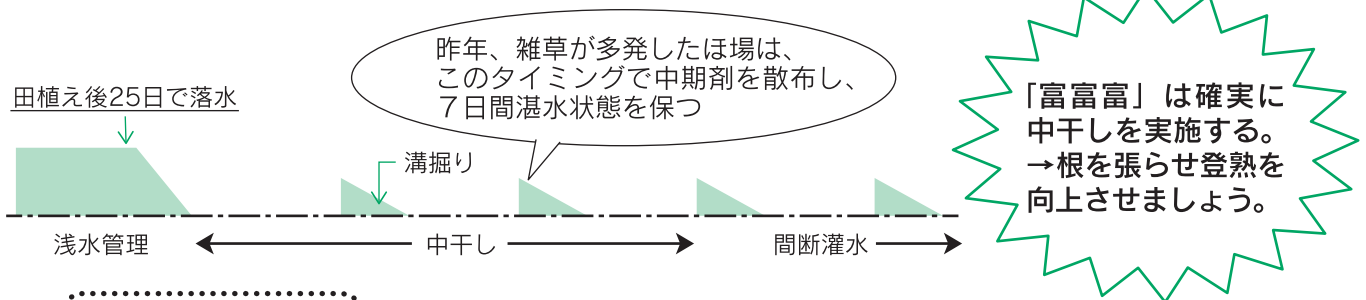 昨年、雑草が多発したほ場は、
このタイミングで中期剤を散布し、
7日間湛水状態を保つ
田植え後25日で落水
溝掘り
「富富富」は確実に
中干しを実施する。
→根を張らせ登熟を
向上させましょう。
浅水管理
中干し
間断灌水